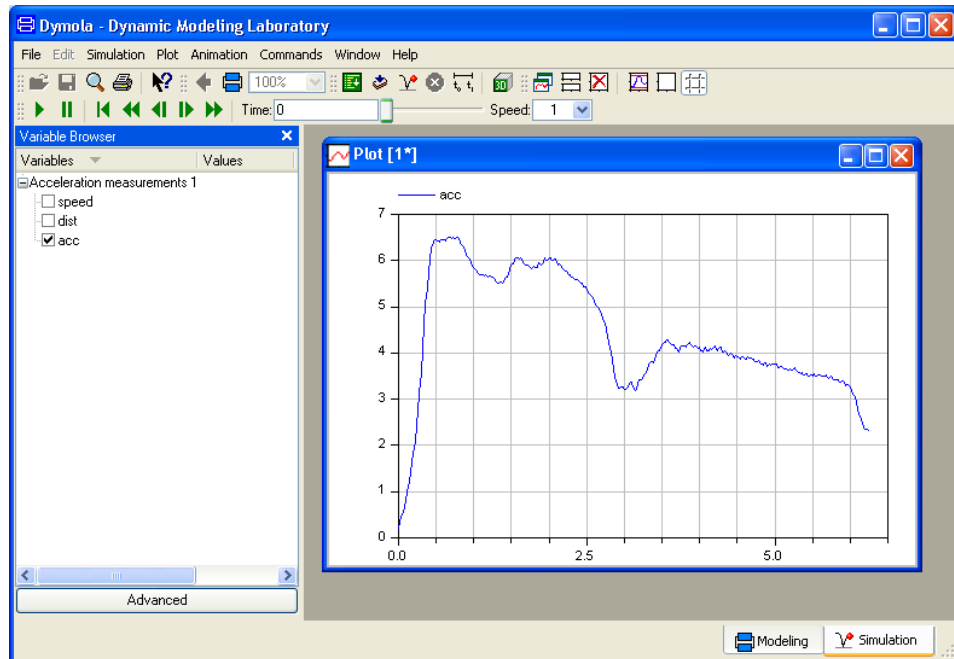 Dymola - Dynamic Modeling Laboratory
File Edit Simulation Plot Animation Commands Window Help
100% 3D
Time: 0 Speed: 1
Variable Browser
Variables Values
Acceleration measurements 1
speed
dist
acc
Advanced
Plot [1*]
acc
7
6
5
4
3
2
1
0
0.0 2.5 5.0
Modeling Simulation